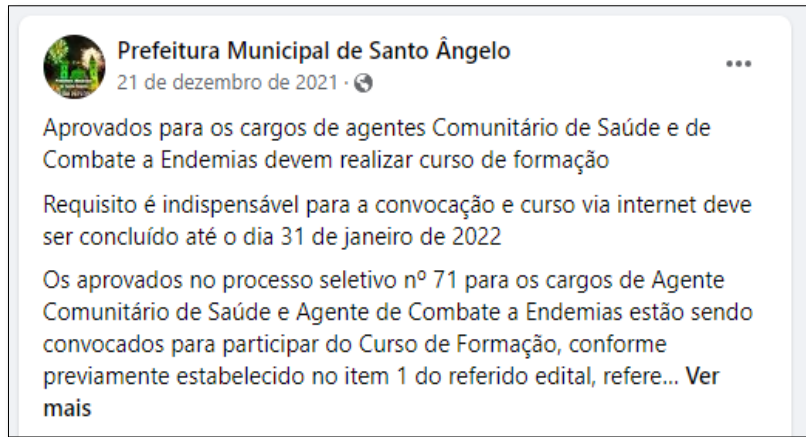 Prefeitura Municipal de Santo Ângelo
21 de dezembro de 2021 ·
Aprovados para os cargos de agentes Comunitário de Saúde e de
Combate a Endemias devem realizar curso de formação
Requisito é indispensável para a convocação e curso via internet deve
ser concluído até o dia 31 de janeiro de 2022
Os aprovados no processo seletivo nº 71 para os cargos de Agente
Comunitário de Saúde e Agente de Combate a Endemias estão sendo
convocados para participar do Curso de Formação, conforme
previamente estabelecido no item 1 do referido edital, refere... Ver
mais